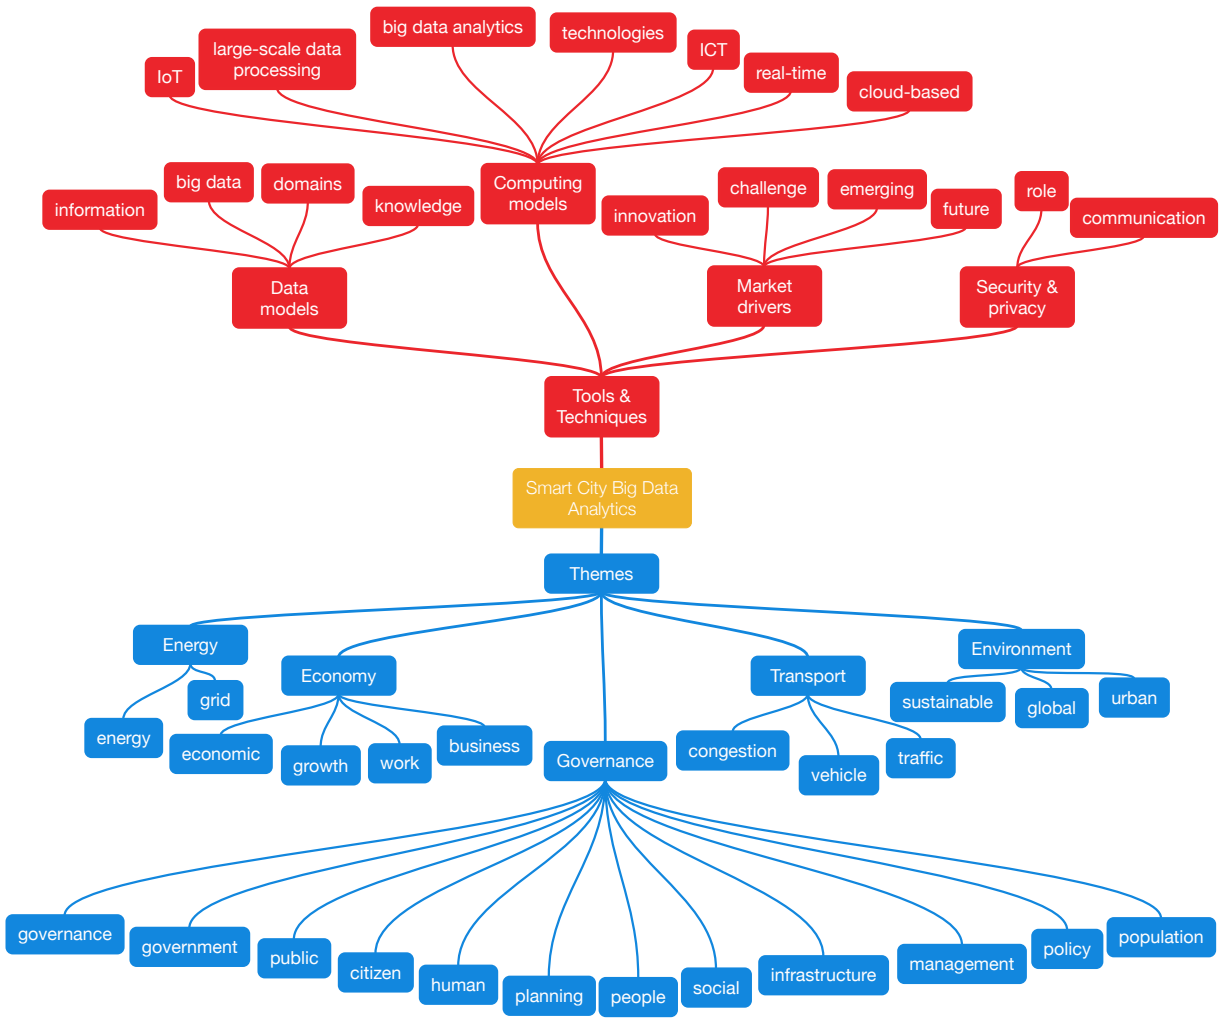 big data analytics
technologies
ICT
large-scale data
processing
IoT
real-time
cloud-based
Computing
models
information
big data
domains
knowledge
innovation
challenge
emerging
future
role
communication
Data
models
Market
drivers
Security &
privacy
Tools &
Techniques
Smart City Big Data
Analytics
Themes
Energy
Economy
Governance
Transport
Environment
energy
grid
economic
growth
work
business
congestion
vehicle
traffic
sustainable
global
urban
governance
government
public
citizen
human
planning
people
social
infrastructure
management
policy
population